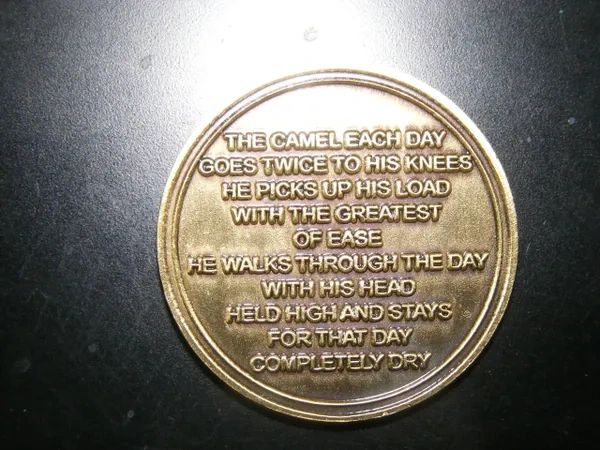 THE CAMEL EACH DAY
GOES TWICE TO HIS KNEES
HE PICKS UP HIS LOAD
WITH THE GREATEST
OF EASE
HE WALKS THROUGH THE DAY
WITH HIS HEAD
HELD HIGH AND STAYS
FOR THAT DAY
COMPLETELY DRY